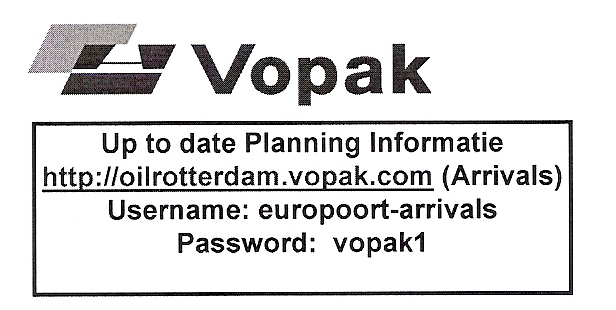 Vopak
Up to date Planning Informatie
http://oilrotterdam.vopak.com (Arrivals)
Username: europoort-arrivals
Password:  vopak1